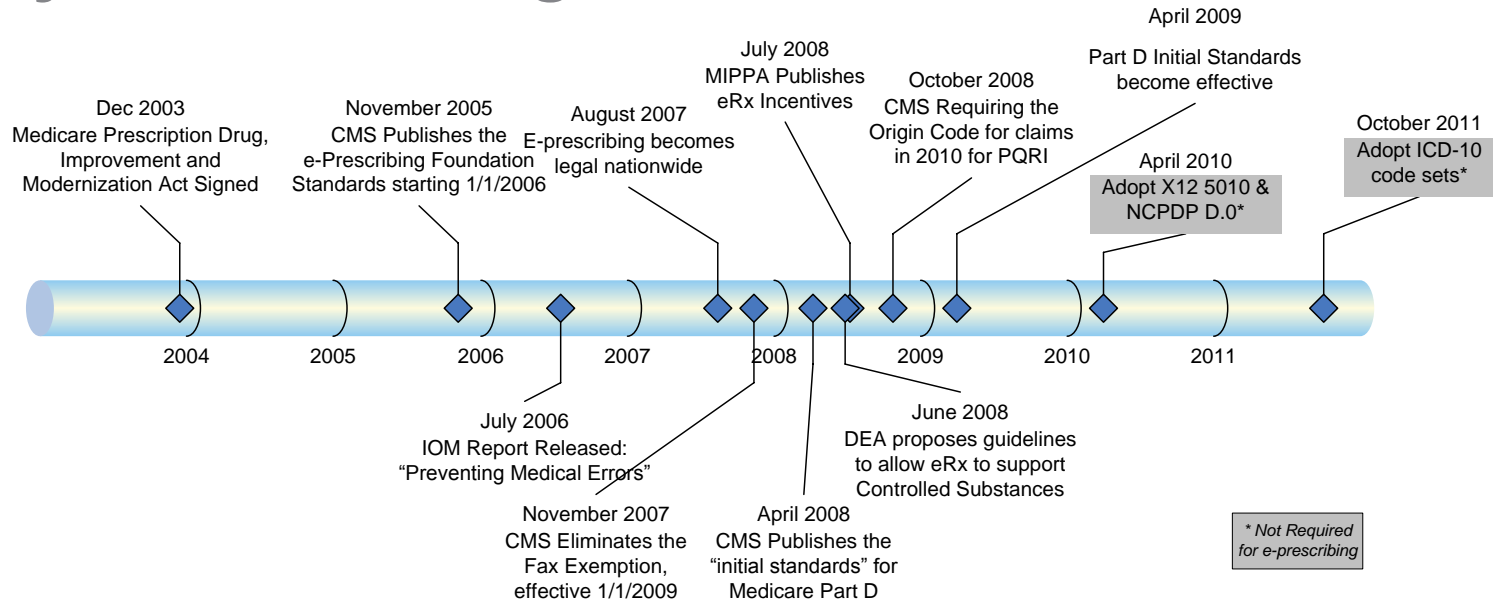 April 2009
Part D Initial Standards
become effective
July 2008
MIPPA Publishes
eRx Incentives
October 2008
CMS Requiring the
Origin Code for claims
in 2010 for PQRI
Dec 2003
Medicare Prescription Drug,
Improvement and
Modernization Act Signed
November 2005
CMS Publishes the
e-Prescribing Foundation
Standards starting 1/1/2006
August 2007
E-prescribing becomes
legal nationwide
April 2010
Adopt X12 5010 &
NCPDP D.0*
October 2011
Adopt ICD-10
code sets*
2004
2005
2006
2007
2008
2009
2010
2011
July 2006
IOM Report Released:
“Preventing Medical Errors”
November 2007
CMS Eliminates the
Fax Exemption,
effective 1/1/2009
April 2008
CMS Publishes the
“initial standards” for
Medicare Part D
June 2008
DEA proposes guidelines
to allow eRx to support
Controlled Substances
* Not Required
for e-prescribing